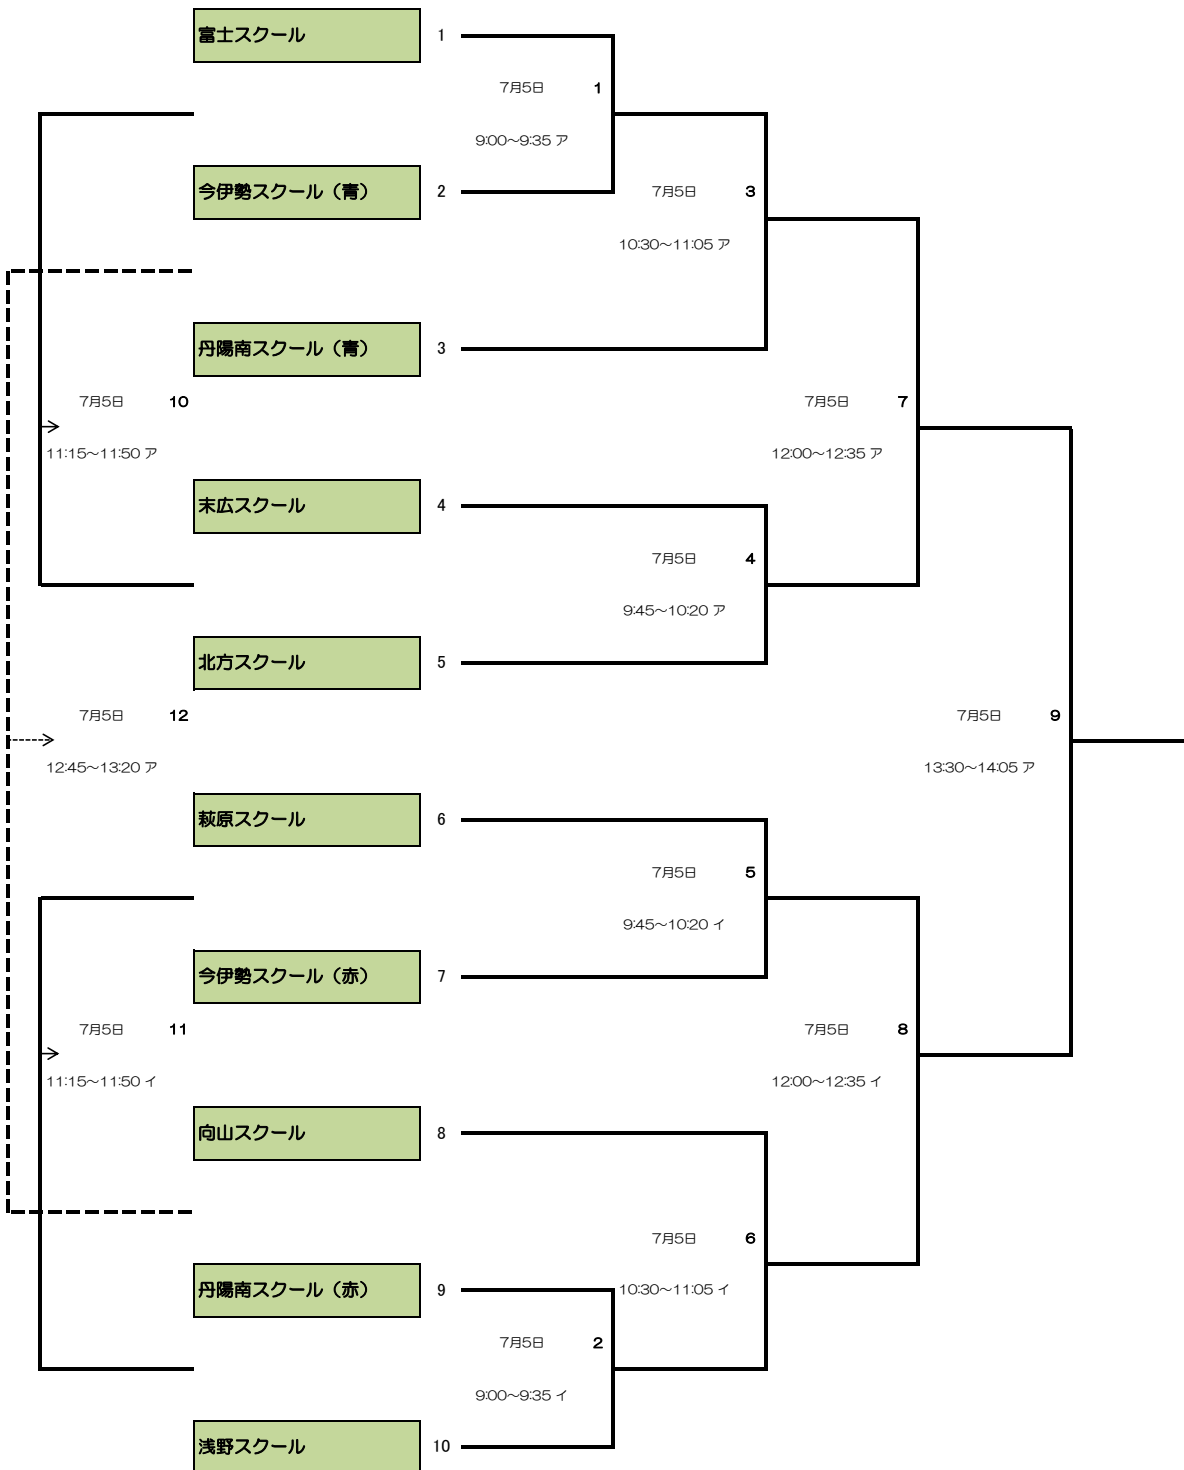 富士スクール 1
7月5日 1
9:00～9:35 ア
今伊勢スクール（青） 2
7月5日 3
10:30～11:05 ア
丹陽南スクール（青） 3
7月5日 10
7月5日 7
11:15～11:50 ア
12:00～12:35 ア
末広スクール 4
7月5日 4
9:45～10:20 ア
北方スクール 5
7月5日 12
7月5日 9
12:45～13:20 ア
13:30～14:05 ア
萩原スクール 6
7月5日 5
9:45～10:20 イ
今伊勢スクール（赤） 7
7月5日 11
7月5日 8
11:15～11:50 イ
12:00～12:35 イ
向山スクール 8
7月5日 6
丹陽南スクール（赤） 9
10:30～11:05 イ
7月5日 2
9:00～9:35 イ
浅野スクール 10